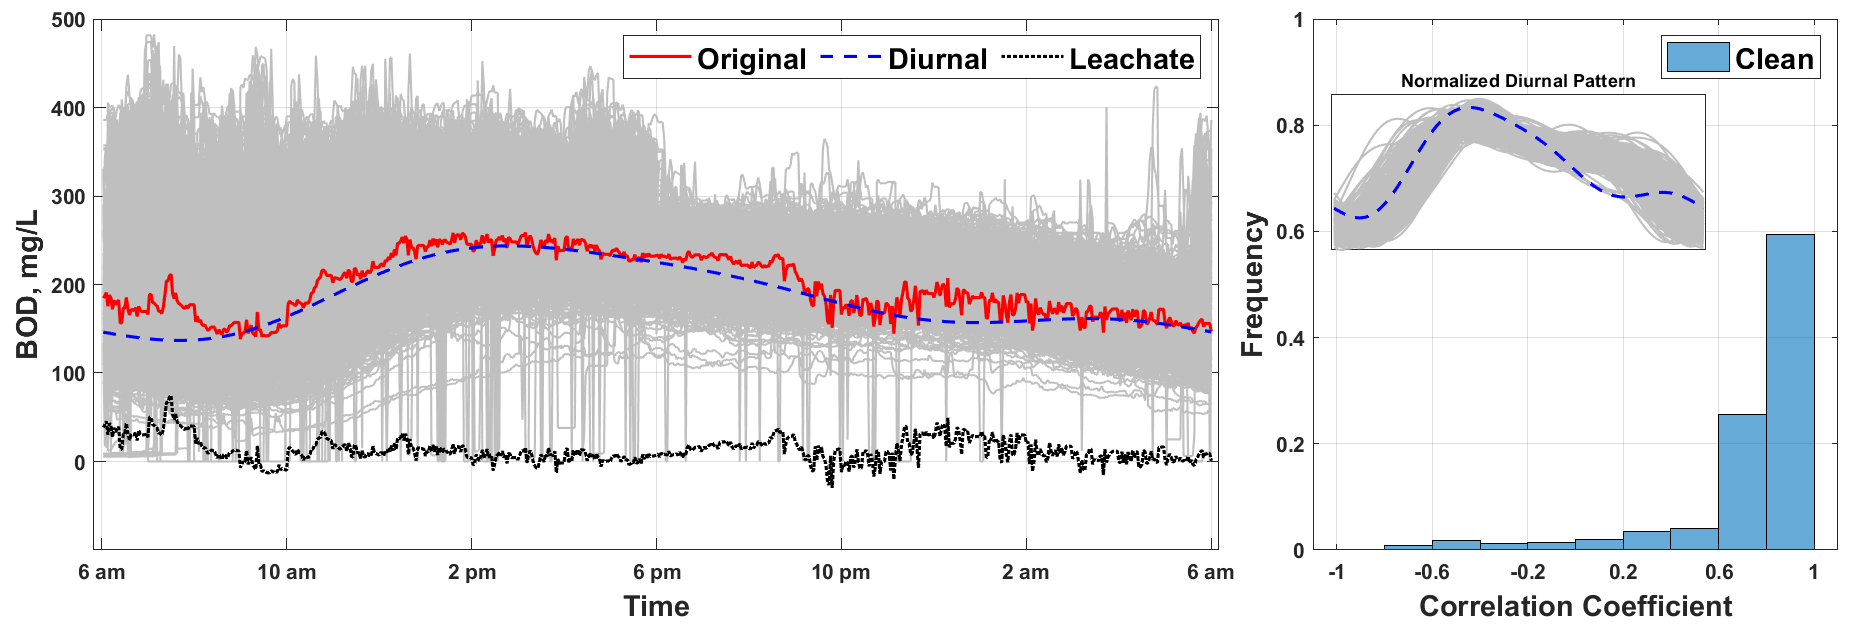 500
400
300
200
100
0
BOD, mg/L
Original Diurnal Leachate
6 am 10 am 2 pm 6 pm 10 pm 2 am 6 am
Time
1
0.8
0.6
0.4
0.2
0
Frequency
Clean
Normalized Diurnal Pattern
-1 -0.6 -0.2 0.2 0.6 1
Correlation Coefficient